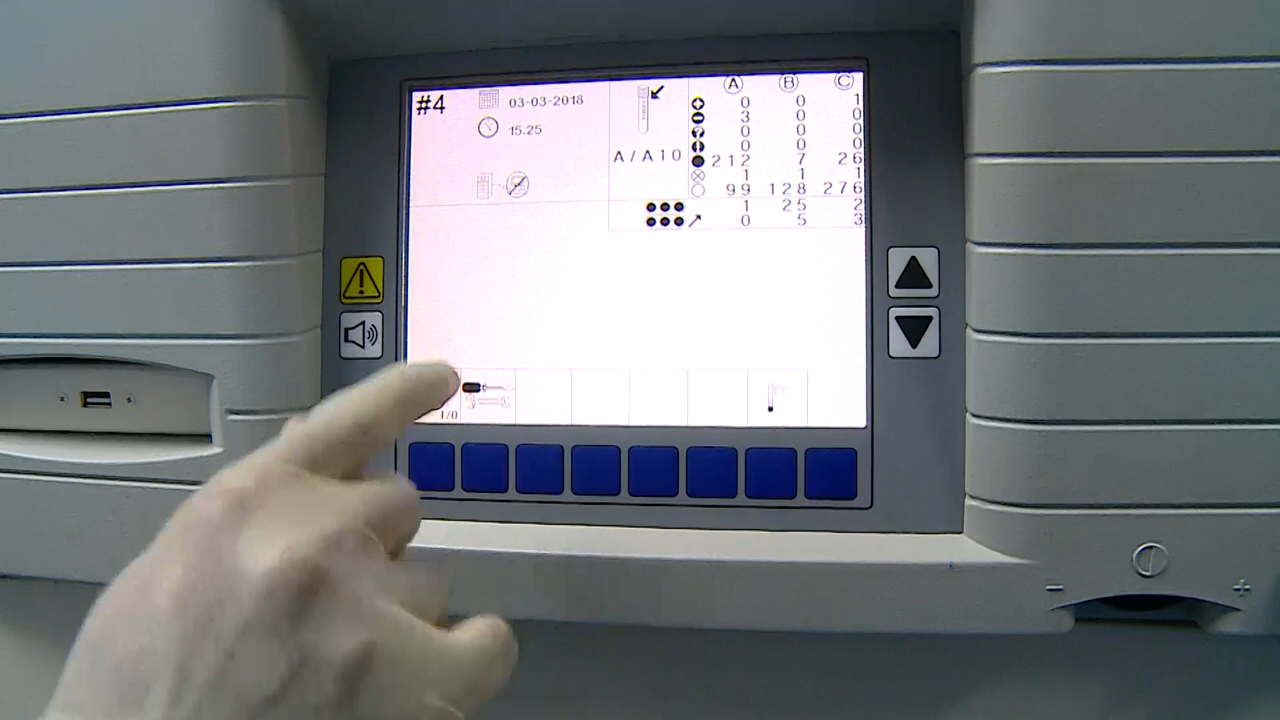 #4
03-03-2018
15.25
A/A10
A B C
0 0 1
3 0 0
0 0 0
0 0 0
212 7 26
1 1 1
99 128 276
1 25 2
0 5 3
1/0
- +